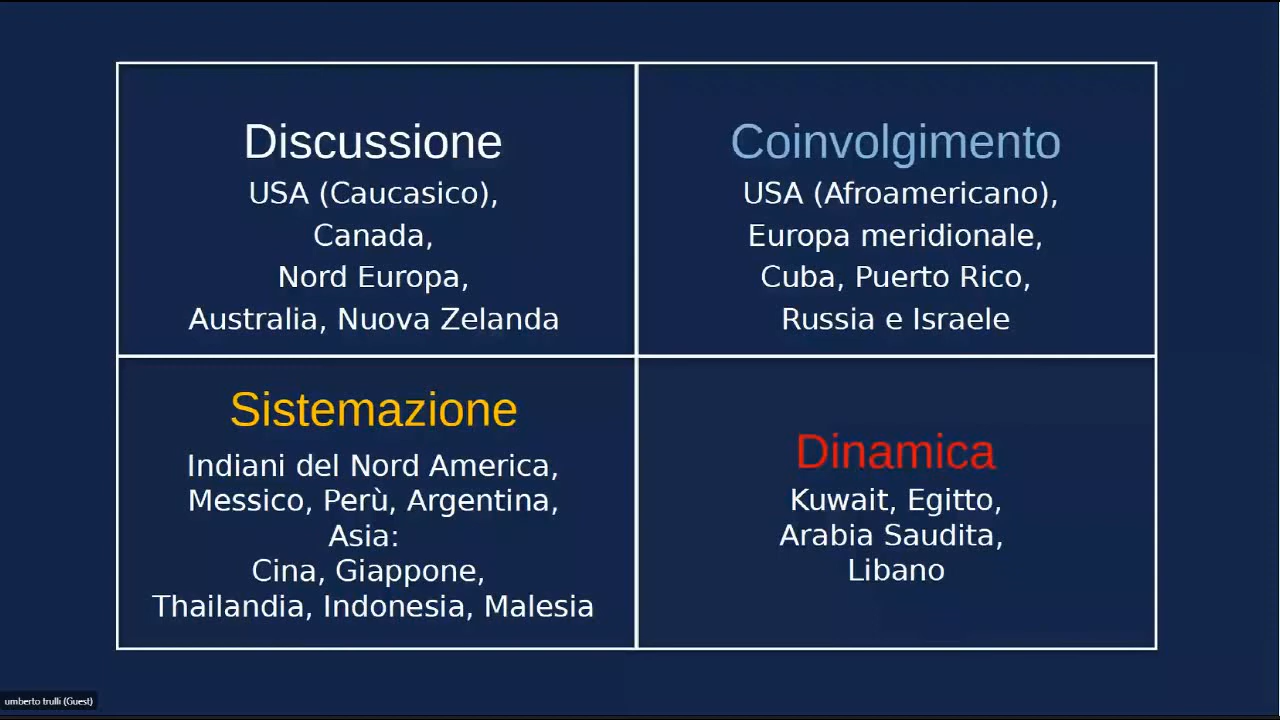 Discussione
USA (Caucasico),
Canada,
Nord Europa,
Australia, Nuova Zelanda
Coinvolgimento
USA (Afroamericano),
Europa meridionale,
Cuba, Puerto Rico,
Russia e Israele
Sistemazione
Indiani del Nord America,
Messico, Perù, Argentina,
Asia:
Cina, Giappone,
Thailandia, Indonesia, Malesia
Dinamica
Kuwait, Egitto,
Arabia Saudita,
Libano
umberto trulli (Guest)